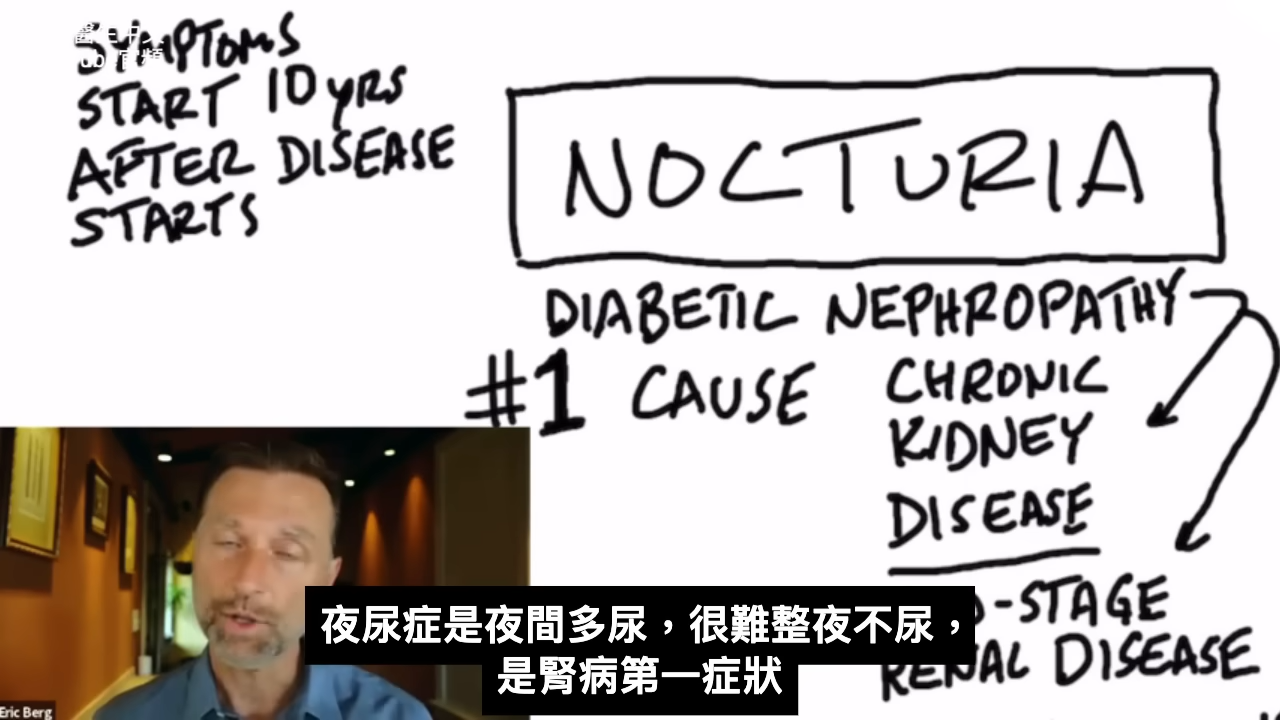 SYMPTOMS
START 10 yRS
AFTER DISEASE
STARTS
NOCTURIA
DIABETIC NEPHROPATHY
#1 CAUSE
CHRONIC
KIDNEY
DISEASE
-STAGE
RENAL DISEASE
夜尿症是夜間多尿，很難整夜不尿，
是腎病第一症狀
Eric Berg